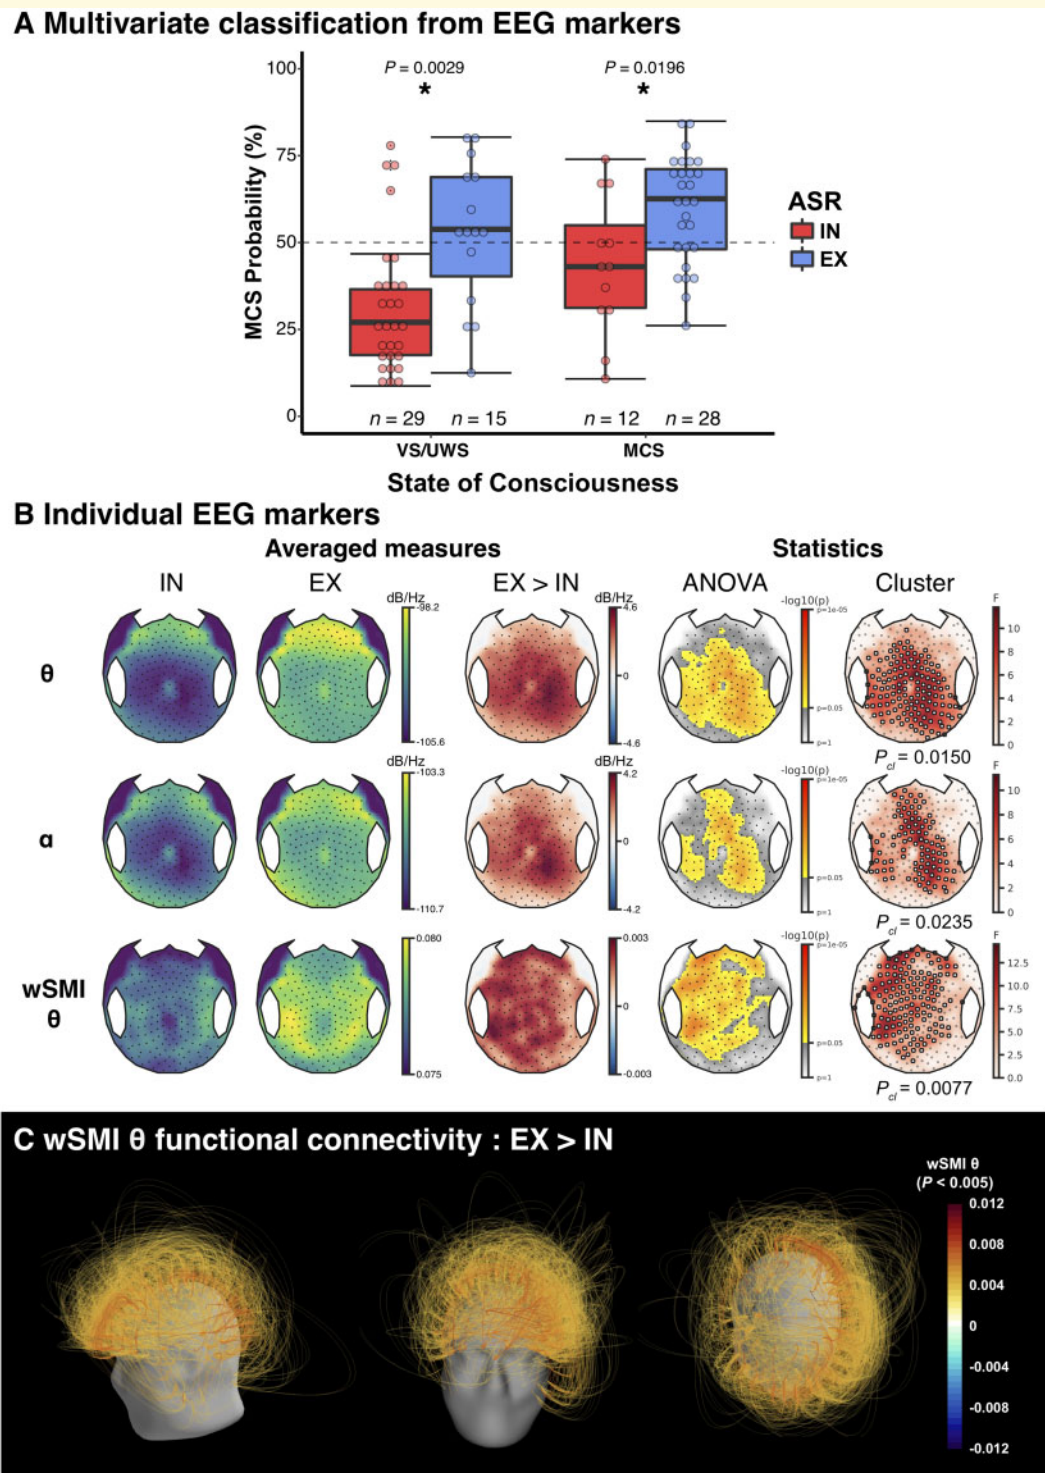 A Multivariate classification from EEG markers
P = 0.0029
P = 0.0196
*
*
MCS Probability (%)
100
75
50
25
0
n = 29
n = 15
n = 12
n = 28
VS/UWS
MCS
State of Consciousness
ASR
IN
EX
B Individual EEG markers
Averaged measures
Statistics
IN
EX
EX > IN
ANOVA
Cluster
θ
dB/Hz
-98.2
-105.6
dB/Hz
4.6
0
-4.6
-log10(p)
p=1e-05
p=0.05
p=1
F
10
8
6
4
2
0
Pcl = 0.0150
α
dB/Hz
-103.3
-110.7
dB/Hz
4.2
0
-4.2
-log10(p)
p=1e-05
p=0.05
p=1
F
10
8
6
4
2
0
Pcl = 0.0235
wSMI
θ
0.080
0.075
0.003
0
-0.003
-log10(p)
p=1e-05
p=0.05
p=1
F
12.5
10.0
7.5
5.0
2.5
0.0
Pcl = 0.0077
C wSMI θ functional connectivity : EX > IN
wSMI θ
(P < 0.005)
0.012
0.008
0.004
0
-0.004
-0.008
-0.012